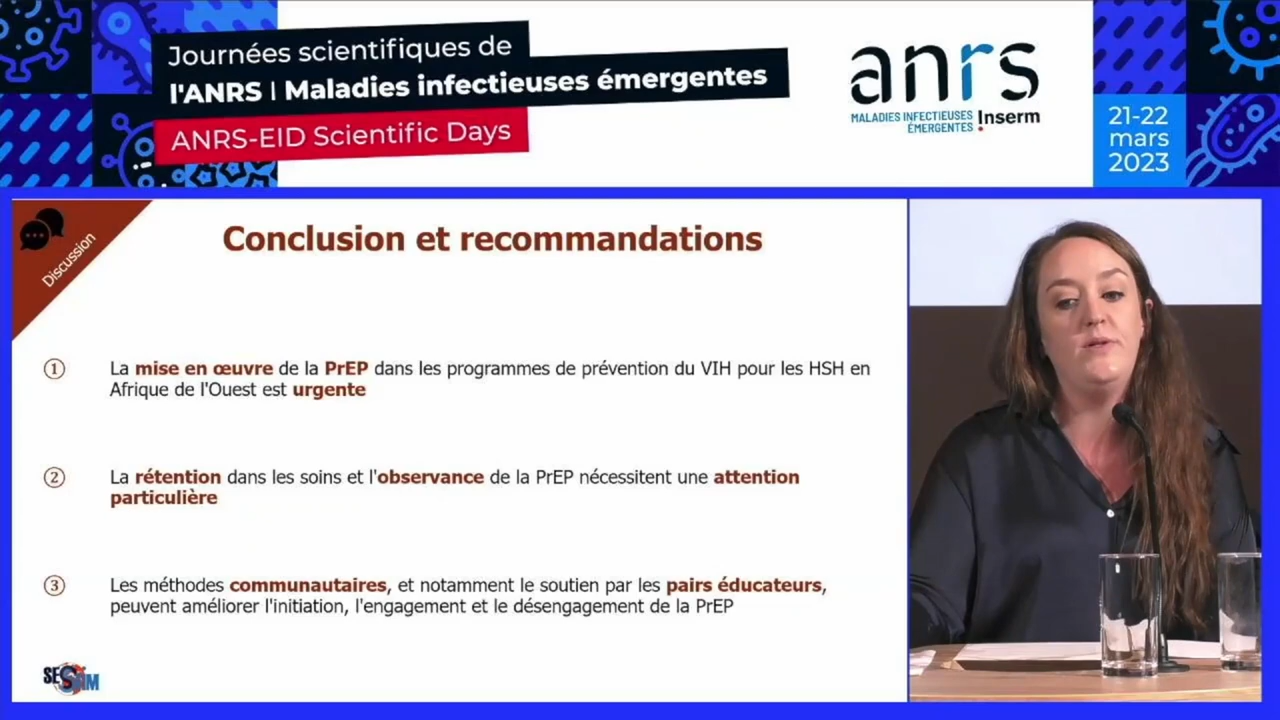 Journées scientifiques de
l'ANRS | Maladies infectieuses émergentes
ANRS-EID Scientific Days
anrs
MALADIES INFECTIEUSES
ÉMERGENTES
Inserm
21-22
mars
2023
Discussion
Conclusion et recommandations
1 La mise en œuvre de la PrEP dans les programmes de prévention du VIH pour les HSH en
Afrique de l'Ouest est urgente
2 La rétention dans les soins et l'observance de la PrEP nécessitent une attention
particulière
3 Les méthodes communautaires, et notamment le soutien par les pairs éducateurs,
peuvent améliorer l'initiation, l'engagement et le désengagement de la PrEP
SESSTIM